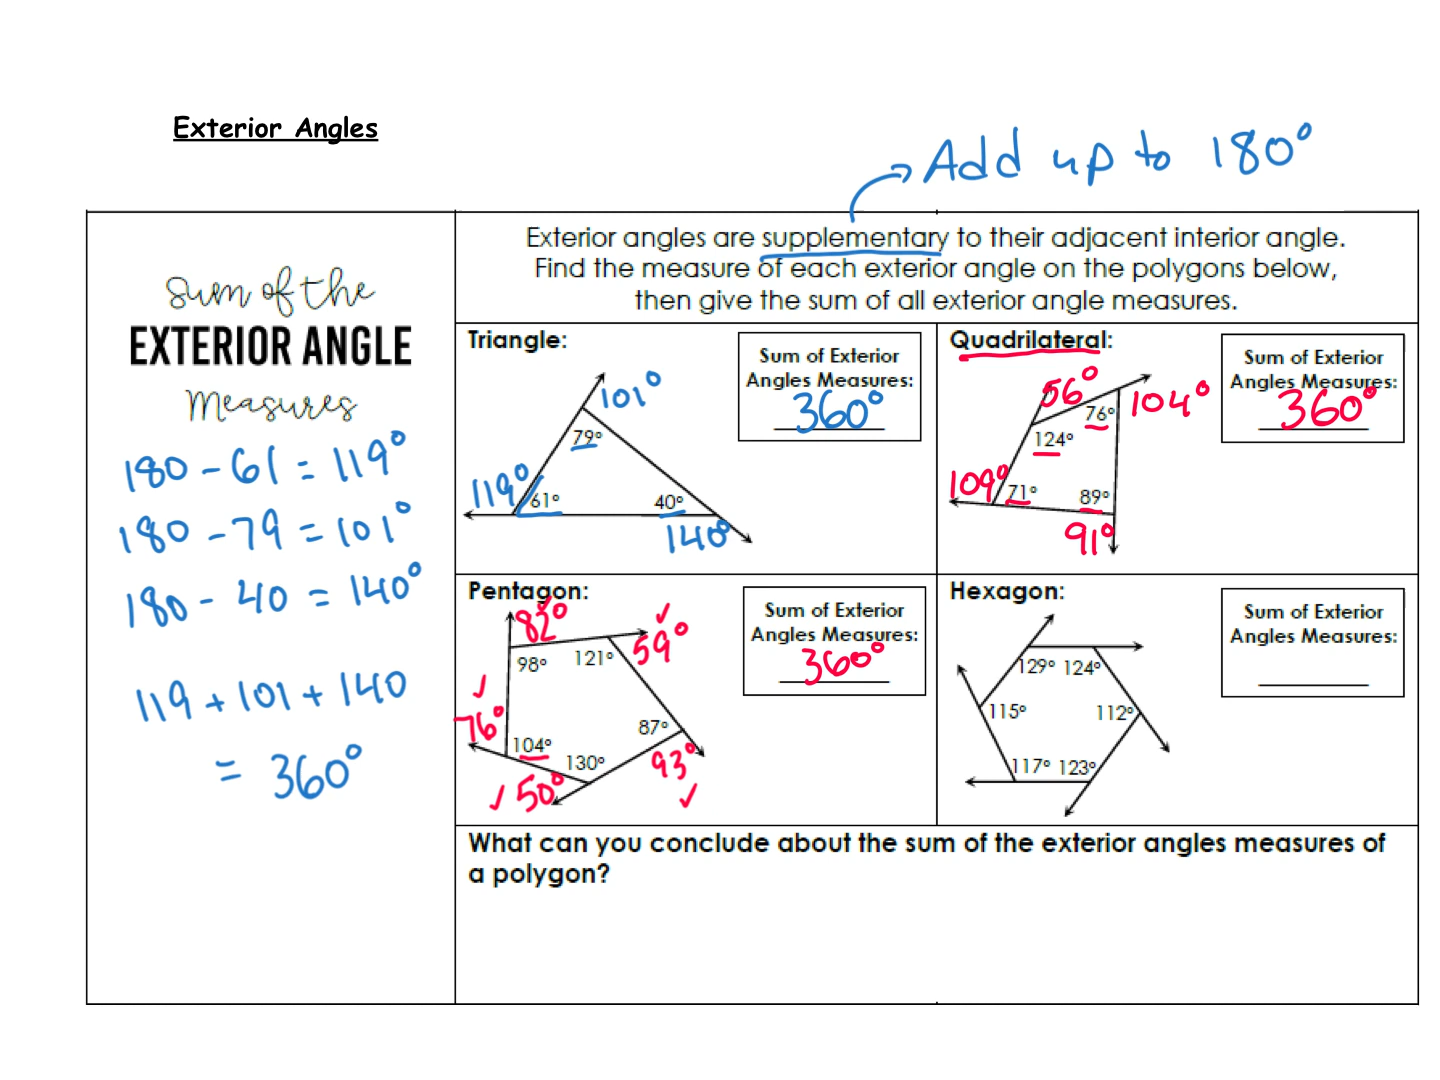 Exterior Angles
Add up to 180°
Sum of the
EXTERIOR ANGLE
Measures
180 - 61 = 119°
180 - 79 = 101°
180 - 40 = 140°
119 + 101 + 140
= 360°
Exterior angles are supplementary to their adjacent interior angle.
Find the measure of each exterior angle on the polygons below,
then give the sum of all exterior angle measures.
Triangle:
Sum of Exterior
Angles Measures:
360°
101°
79°
119°
61°
40°
140°
Quadrilateral:
Sum of Exterior
Angles Measures:
360°
56°
104°
76°
124°
109°
71°
89°
91°
Pentagon:
Sum of Exterior
Angles Measures:
360°
82°
59°
98°
121°
76°
87°
104°
93°
130°
50°
Hexagon:
Sum of Exterior
Angles Measures:
129°
124°
115°
112°
117°
123°
What can you conclude about the sum of the exterior angles measures of
a polygon?